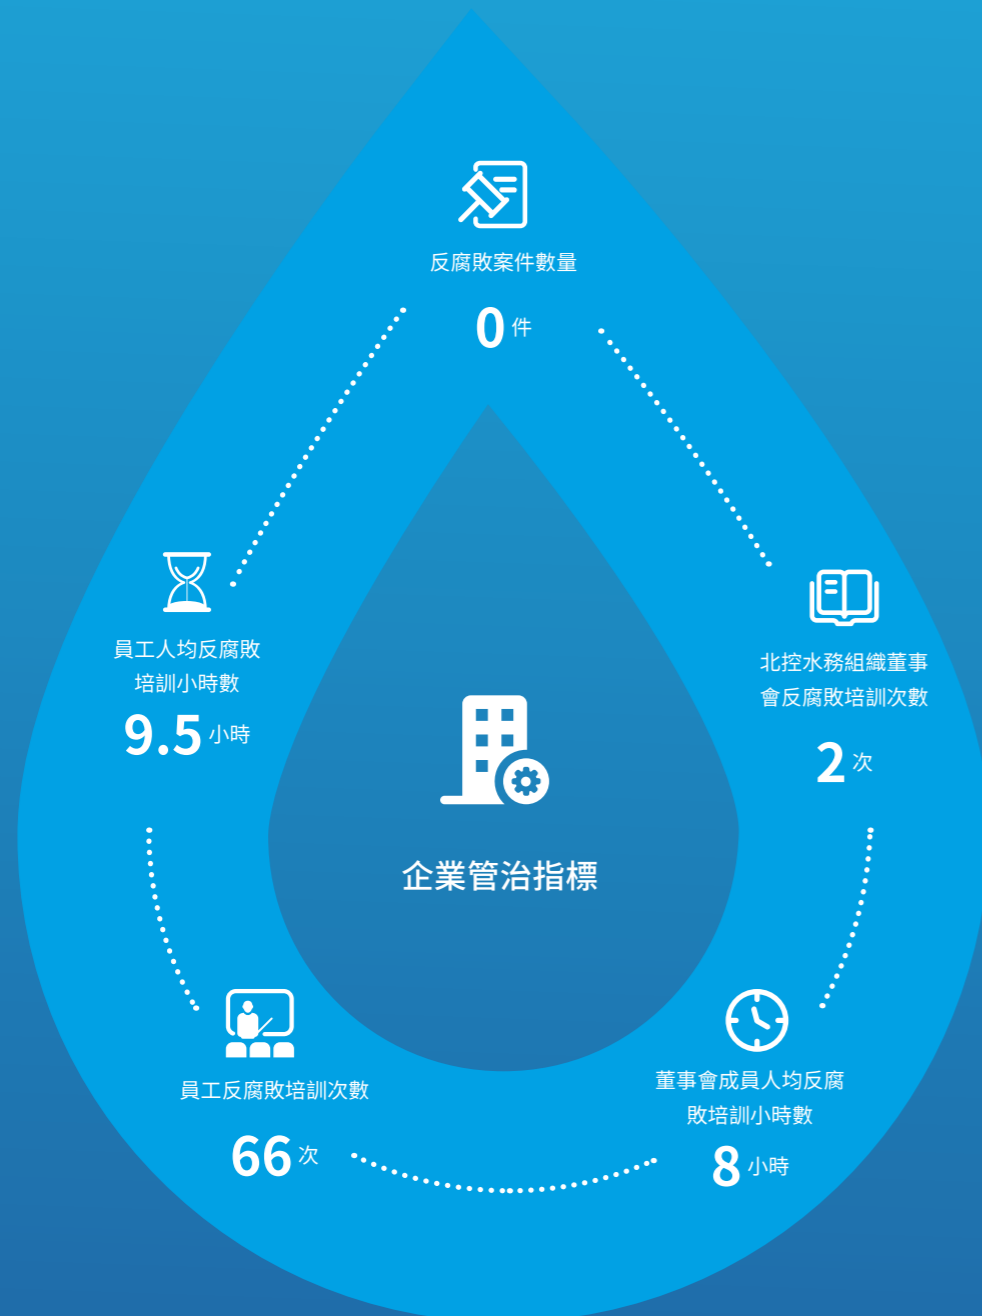 反腐敗案件數量
0 件
員工人均反腐敗
培訓小時數
9.5 小時
北控水務組織董事
會反腐敗培訓次數
2 次
企業管治指標
員工反腐敗培訓次數
66 次
董事會成員人均反腐
敗培訓小時數
8 小時